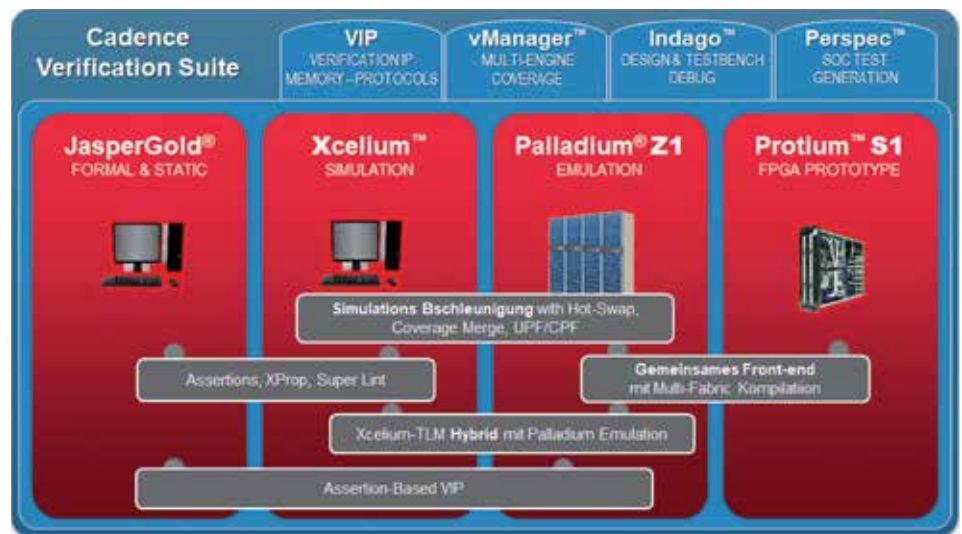 Cadence
Verification Suite
VIP
VERIFICATION IP
MEMORY – PROTOCOLS
vManager™
MULTI-ENGINE
COVERAGE
Indago™
DESIGN & TESTBENCH
DEBUG
Perspec™
SOC TEST
GENERATION
JasperGold®
FORMAL & STATIC
Xcelium™
SIMULATION
Palladium® Z1
EMULATION
Protium™ S1
FPGA PROTOTYPE
Simulations Bschleunigung with Hot-Swap,
Coverage Merge, UPF/CPF
Assertions, XProp, Super Lint
Gemeinsames Front-end
mit Multi-Fabric Kompilatiion
Xcelium-TLM Hybrid mit Palladium Emulation
Assertion-Based VIP